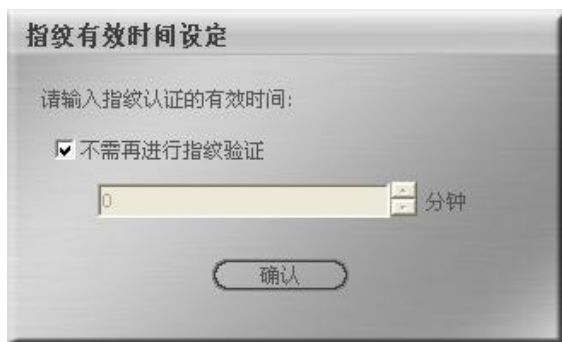 指纹有效时间设定
请输入指纹认证的有效时间:
不需再进行指纹验证
0 分钟
确认